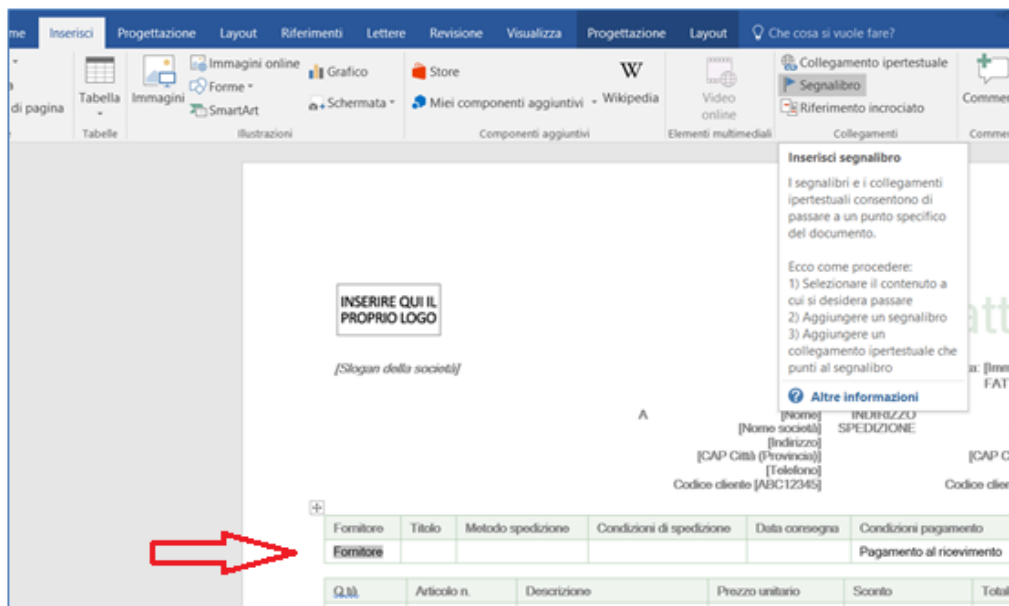 me Inserisci Progettazione Layout Riferimenti Lettere Revisione Visualizza Progettazione Layout Che cosa si vuole fare?
di pagina
Tabella
Immagini
Immagini online
Forme
SmartArt
Grafico
Schermata
Store
Miei componenti aggiuntivi
W
Wikipedia
Video
online
Collegamento ipertestuale
Segnalibro
Riferimento incrociato
Commen
Tabelle Illustrazioni Componenti aggiuntivi Elementi multimediali Collegamenti Commen
Inserisci segnalibro
I segnalibri e i collegamenti
ipertestuali consentono di
passare a un punto specifico
del documento.
Ecco come procedere:
1) Selezionare il contenuto a
cui si desidera passare
2) Aggiungere un segnalibro
3) Aggiungere un
collegamento ipertestuale che
punti al segnalibro
Altre informazioni
INSERIRE QUI IL
PROPRIO LOGO
att
[Slogan della società]
a: [Imm
FAT
A [Nome] INDIRIZZO
[Nome società] SPEDIZIONE
[Indirizzo]
[CAP Città (Provincia)] [CAP C
[Telefono]
Codice cliente [ABC12345] Codice clien
Fornitore Titolo Metodo spedizione Condizioni di spedizione Data consegna Condizioni pagamento
Fornitore Pagamento al ricevimento
Q.tà. Articolo n. Descrizione Prezzo unitario Sconto Total